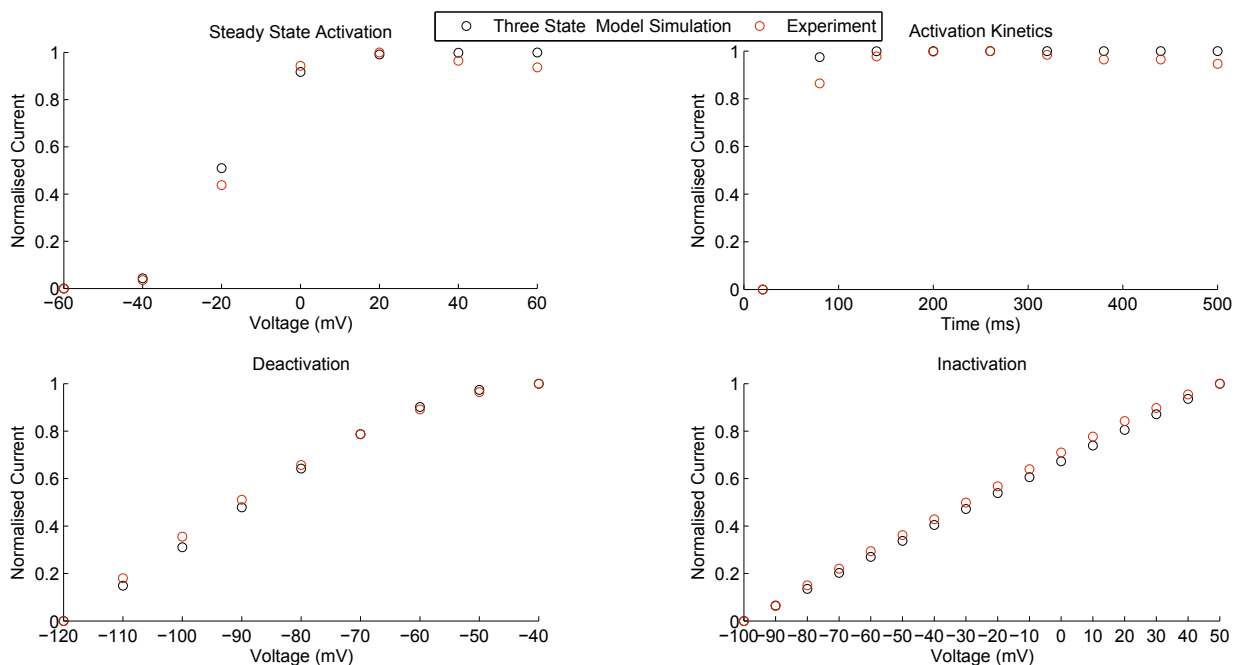 Three State Model Simulation Experiment
Steady State Activation
Normalised Current
1
0.8
0.6
0.4
0.2
0
−60 −40 −20 0 20 40 60
Voltage (mV)
Activation Kinetics
Normalised Current
1
0.8
0.6
0.4
0.2
0
0 100 200 300 400 500
Time (ms)
Deactivation
Normalised Current
1
0.8
0.6
0.4
0.2
0
−120 −110 −100 −90 −80 −70 −60 −50 −40
Voltage (mV)
Inactivation
Normalised Current
1
0.8
0.6
0.4
0.2
0
−100 −90 −80 −70 −60 −50 −40 −30 −20 −10 0 10 20 30 40 50
Voltage (mV)